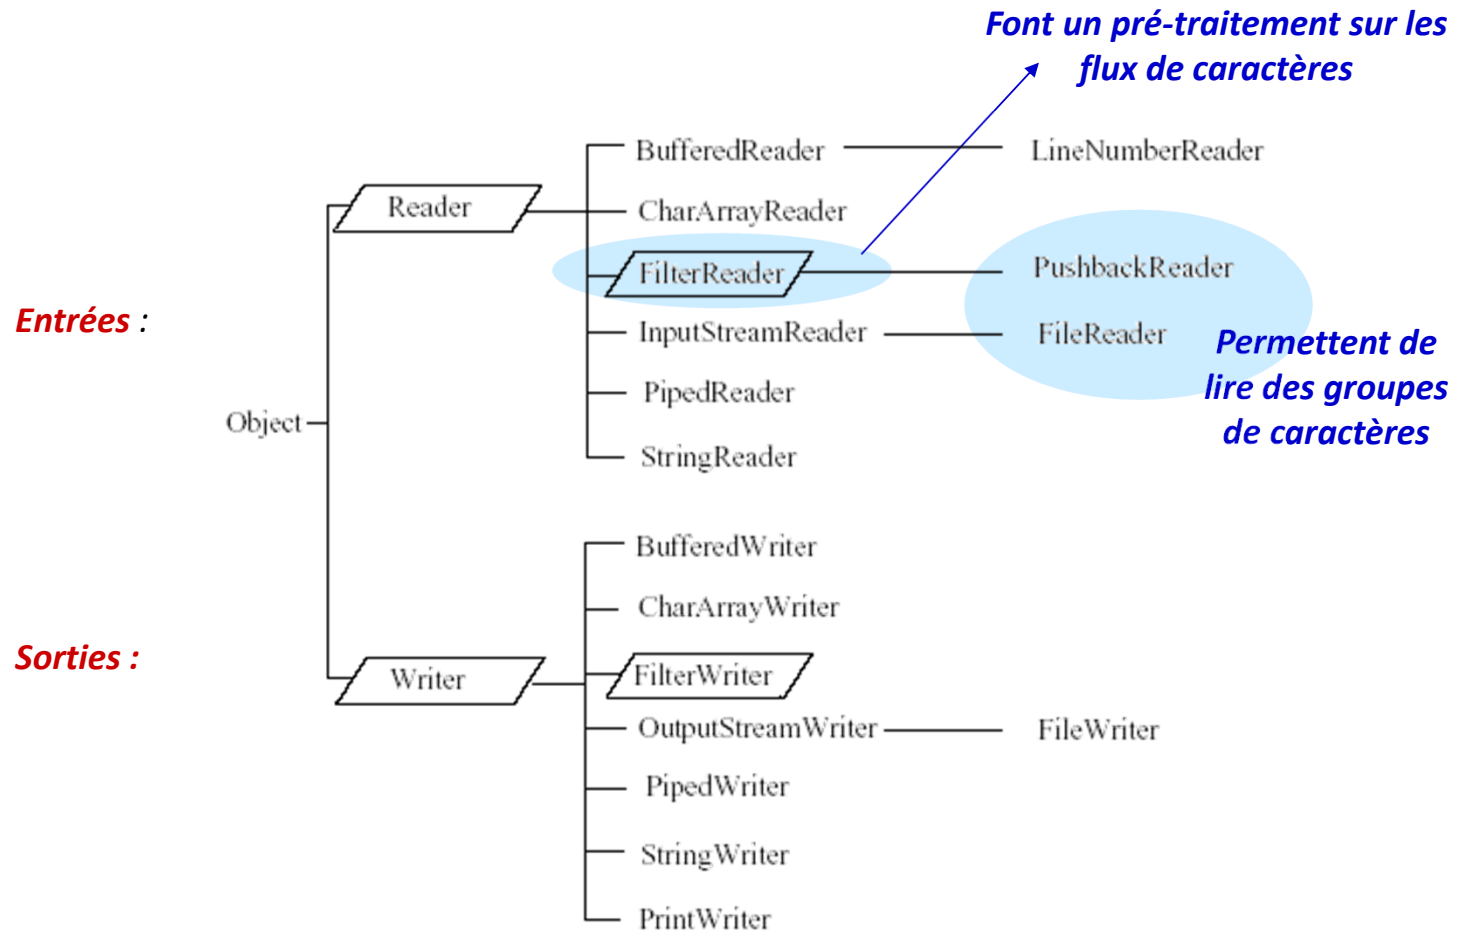 Font un pré-traitement sur les
flux de caractères
BufferedReader
LineNumberReader
Reader
CharArrayReader
FilterReader
PushbackReader
Entrées :
InputStreamReader
FileReader
Permettent de
lire des groupes
de caractères
PipedReader
Object
StringReader
BufferedWriter
CharArrayWriter
Sorties :
Writer
FilterWriter
OutputStreamWriter
FileWriter
PipedWriter
StringWriter
PrintWriter